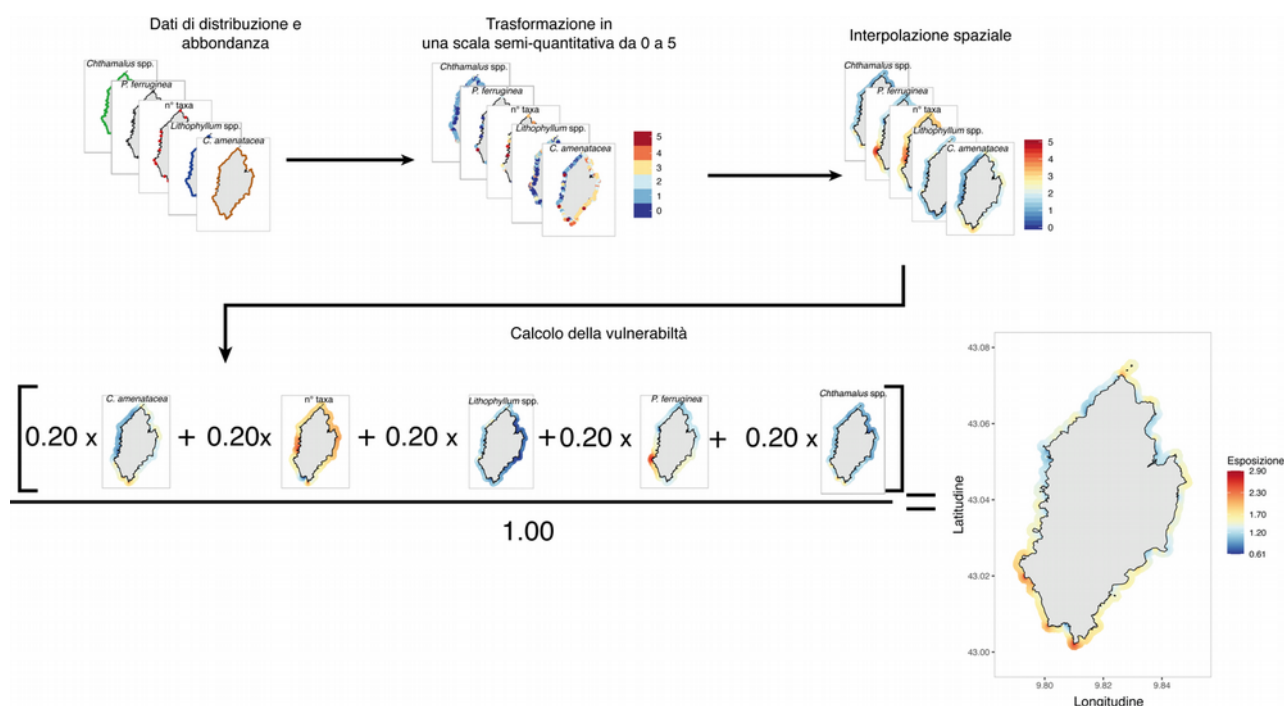 Dati di distribuzione e
abbondanza
Chthamalus spp.
P. ferruginea
n° taxa
Lithophyllum spp.
C. amenatacea
Trasformazione in
una scala semi-quantitativa da 0 a 5
Chthamalus spp.
P. ferruginea
n° taxa
Lithophyllum spp.
C. amenatacea
5
4
3
2
1
0
Interpolazione spaziale
Chthamalus spp.
P. ferruginea
n° taxa
Lithophyllum spp.
C. amenatacea
5
4
3
2
1
0
Calcolo della vulnerabiltà
C. amenatacea
n° taxa
Lithophyllum spp.
P. ferruginea
Chthamalus spp.
0.20 x + 0.20x + 0.20 x +0.20 x + 0.20 x =
1.00
43.08
43.06
43.04
43.02
43.00
Latitudine
9.80
9.82
9.84
Longitudine
Esposizione
2.90
2.30
1.70
1.20
0.61